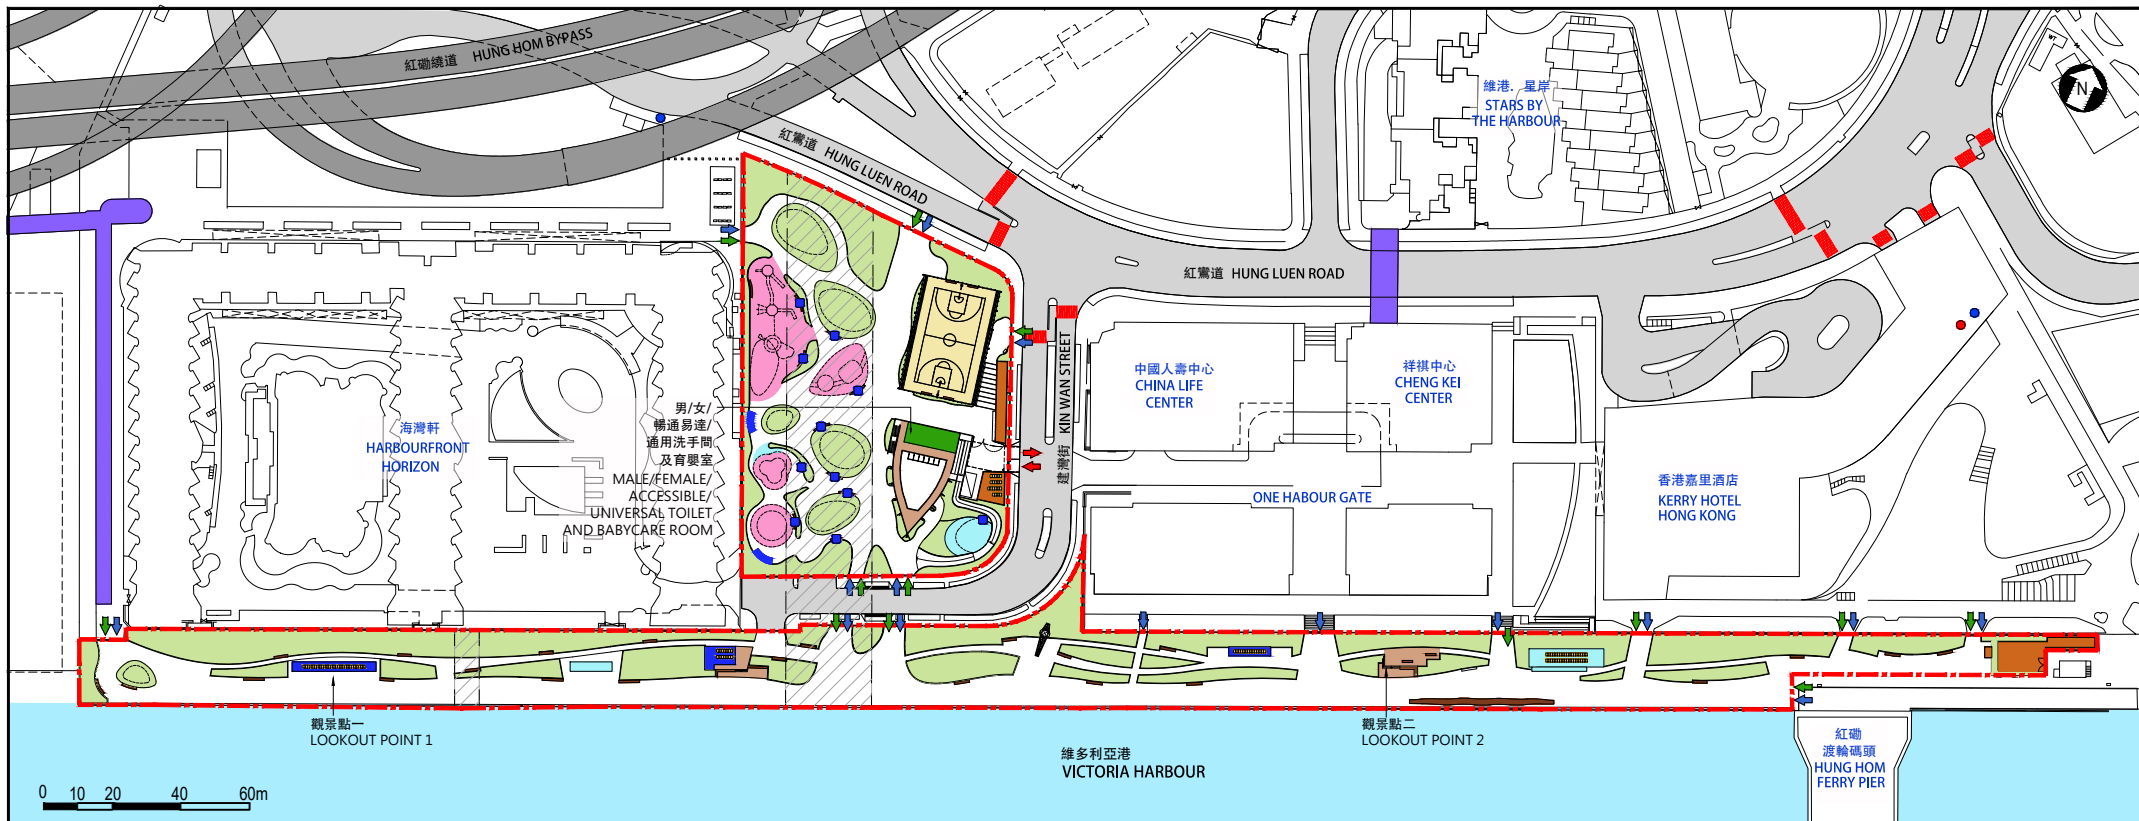 紅磡繞道 HUNG HOM BYPASS
維港．星岸
STARS BY
THE HARBOUR
WT
N
紅鸞道 HUNG LUEN ROAD
紅鸞道 HUNG LUEN ROAD
建灣街 KIN WAN STREET
中國人壽中心
CHINA LIFE
CENTER
祥祺中心
CHENG KEI
CENTER
海灣軒
HARBOURFRONT
HORIZON
男/女/
暢通易達/
通用洗手間
及育嬰室
MALE/FEMALE/
ACCESSIBLE/
UNIVERSAL TOILET
AND BABYCARE ROOM
ONE HABOUR GATE
香港嘉里酒店
KERRY HOTEL
HONG KONG
觀景點一
LOOKOUT POINT 1
觀景點二
LOOKOUT POINT 2
維多利亞港
VICTORIA HARBOUR
紅磡
渡輪碼頭
HUNG HOM
FERRY PIER
0 10 20 40 60m